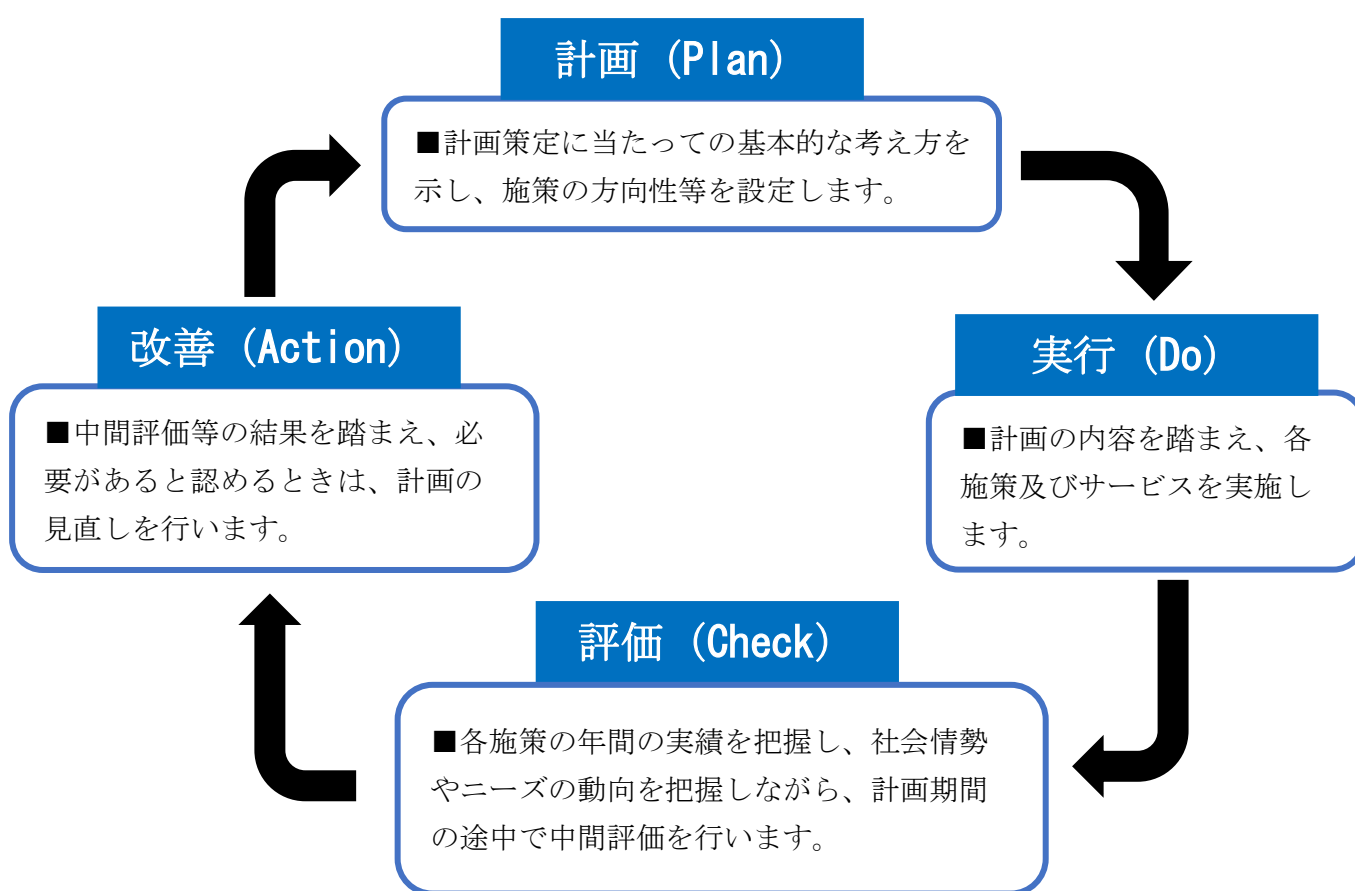 計画 (Plan)
■計画策定に当たっての基本的な考え方を
示し、施策の方向性等を設定します。
実行 (Do)
■計画の内容を踏まえ、各
施策及びサービスを実施し
ます。
評価 (Check)
■各施策の年間の実績を把握し、社会情勢
やニーズの動向を把握しながら、計画期間
の途中で中間評価を行います。
改善 (Action)
■中間評価等の結果を踏まえ、必
要があると認めるときは、計画の
見直しを行います。